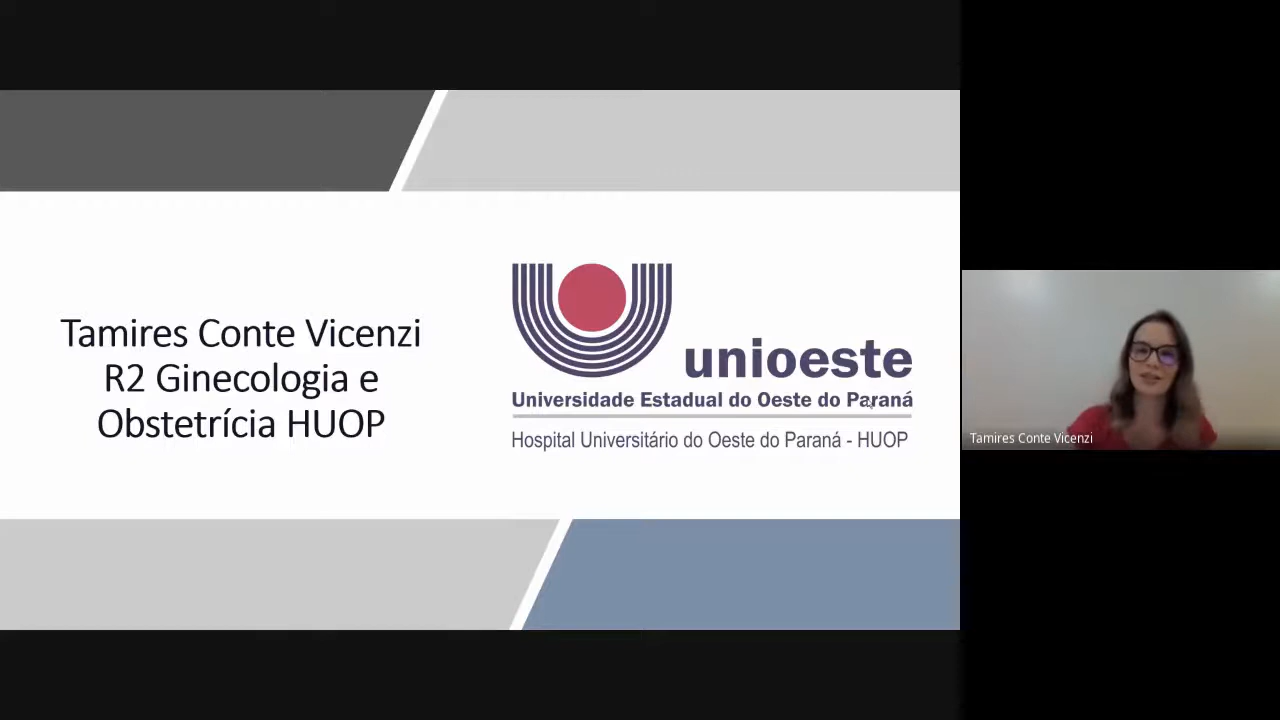 Tamires Conte Vicenzi
R2 Ginecologia e
Obstetrícia HUOP
unioeste
Universidade Estadual do Oeste do Paraná
Hospital Universitário do Oeste do Paraná - HUOP
Tamires Conte Vicenzi